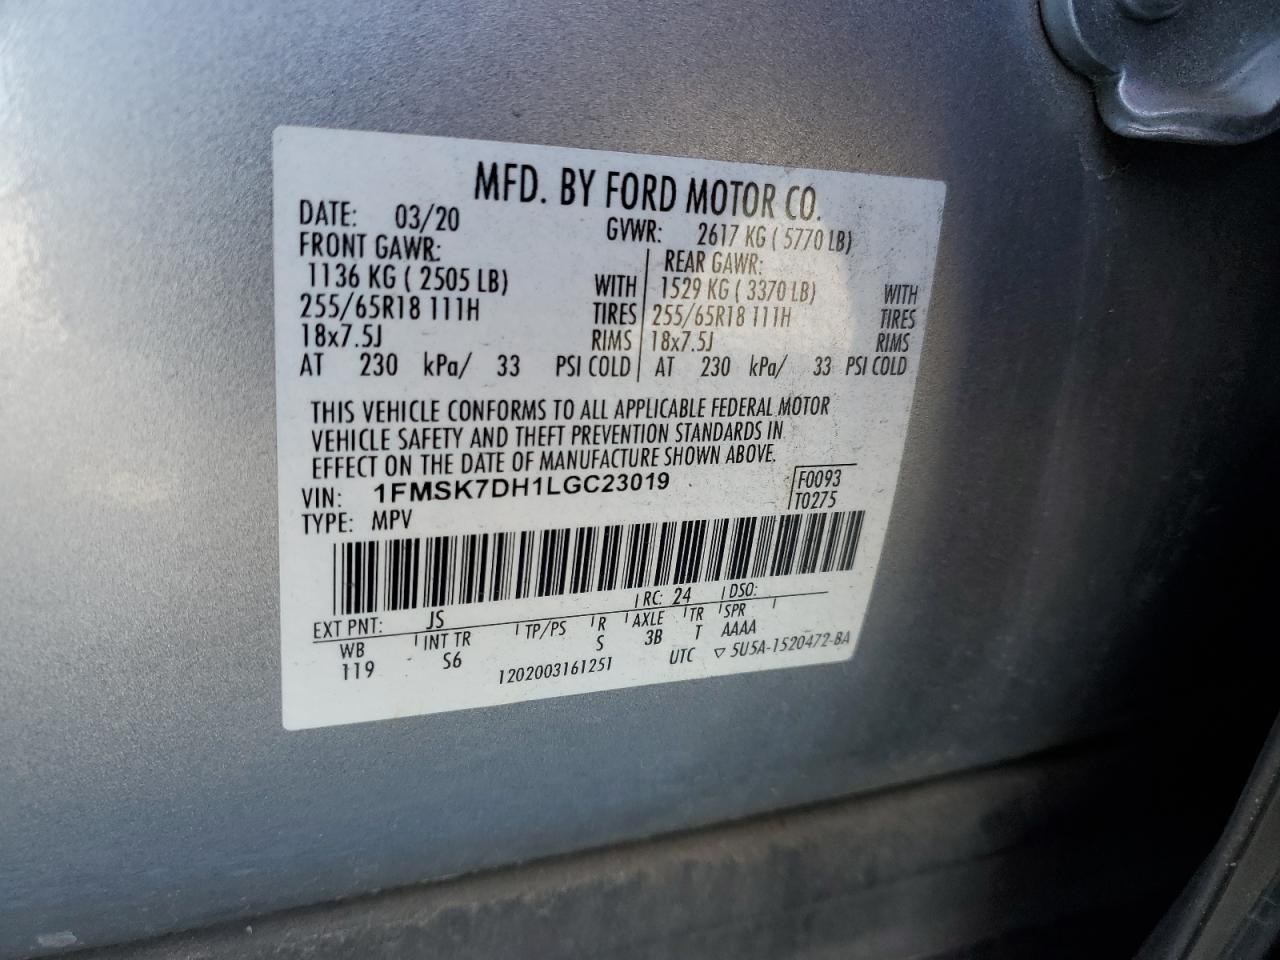 MFD. BY FORD MOTOR CO.
DATE: 03/20 GVWR: 2617 KG ( 5770 LB)
FRONT GAWR: REAR GAWR:
1136 KG ( 2505 LB) WITH 1529 KG ( 3370 LB) WITH
255/65R18 111H TIRES 255/65R18 111H TIRES
18x7.5J RIMS 18x7.5J RIMS
AT 230 kPa/ 33 PSI COLD AT 230 kPa/ 33 PSI COLD
THIS VEHICLE CONFORMS TO ALL APPLICABLE FEDERAL MOTOR
VEHICLE SAFETY AND THEFT PREVENTION STANDARDS IN
EFFECT ON THE DATE OF MANUFACTURE SHOWN ABOVE.
VIN: 1FMSK7DH1LGC23019 F0093
TYPE: MPV T0275
EXT PNT: JS RC: 24 DSO:
WB INT TR TP/PS R AXLE TR SPR
119 S6 S 3B T AAAA
1202003161251 UTC ▽ 5U5A-1520472-BA